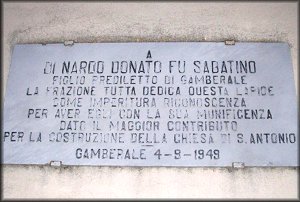 A
DI NARDO DONATO FU SABATINO
FIGLIO PREDILETTO DI GAMBERALE
LA FRAZIONE TUTTA DEDICA QUESTA LAPIDE
COME IMPERITURA RICONOSCENZA
PER AVER EGLI CON LA SUA MUNIFICENZA
DATO IL MAGGIOR CONTRIBUTO
PER LA COSTRUZIONE DELLA CHIESA DI S. ANTONIO
GAMBERALE 4-9-1949